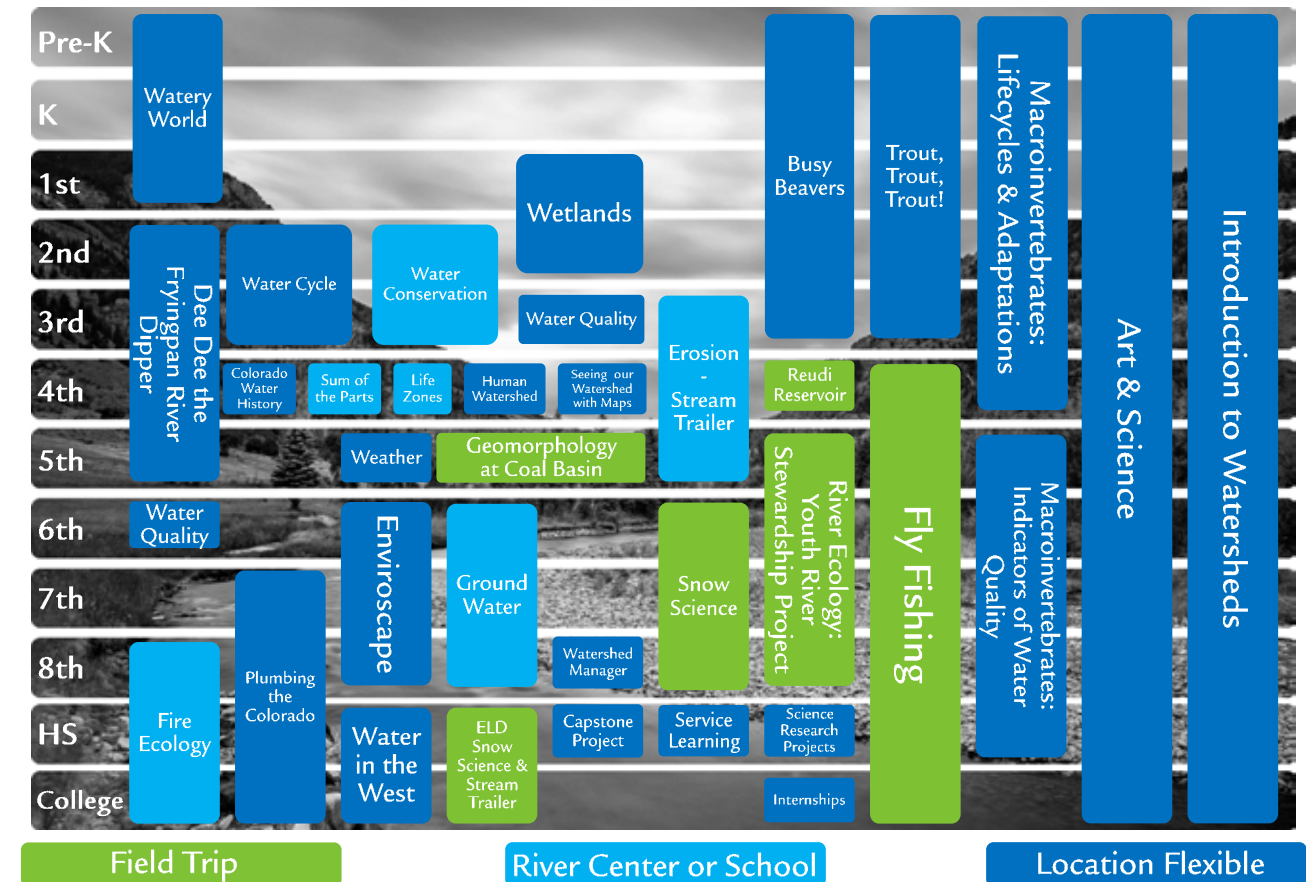 Pre-K
K
1st
2nd
3rd
4th
5th
6th
7th
8th
HS
College
Watery
World
Busy
Beavers
Trout,
Trout,
Trout!
Macroinvertebrates:
Lifecycles & Adaptations
Art & Science
Introduction to Watersheds
Wetlands
Dee Dee the
Fryingpan River
Dipper
Water Cycle
Water
Conservation
Water Quality
Erosion
-
Stream
Trailer
Colorado
Water
History
Sum of
the Parts
Life
Zones
Human
Watershed
Seeing our
Watershed
with Maps
Reudi
Reservoir
Fly Fishing
Weather
Geomorphology
at Coal Basin
River Ecology:
Youth River
Stewardship Project
Macroinvertebrates:
Indicators of Water
Quality
Water
Quality
Enviroscape
Ground
Water
Snow
Science
Plumbing
the
Colorado
Fire
Ecology
Watershed
Manager
Water
in the
West
ELD
Snow
Science &
Stream
Trailer
Capstone
Project
Service
Learning
Science
Research
Projects
Internships
Field Trip
River Center or School
Location Flexible